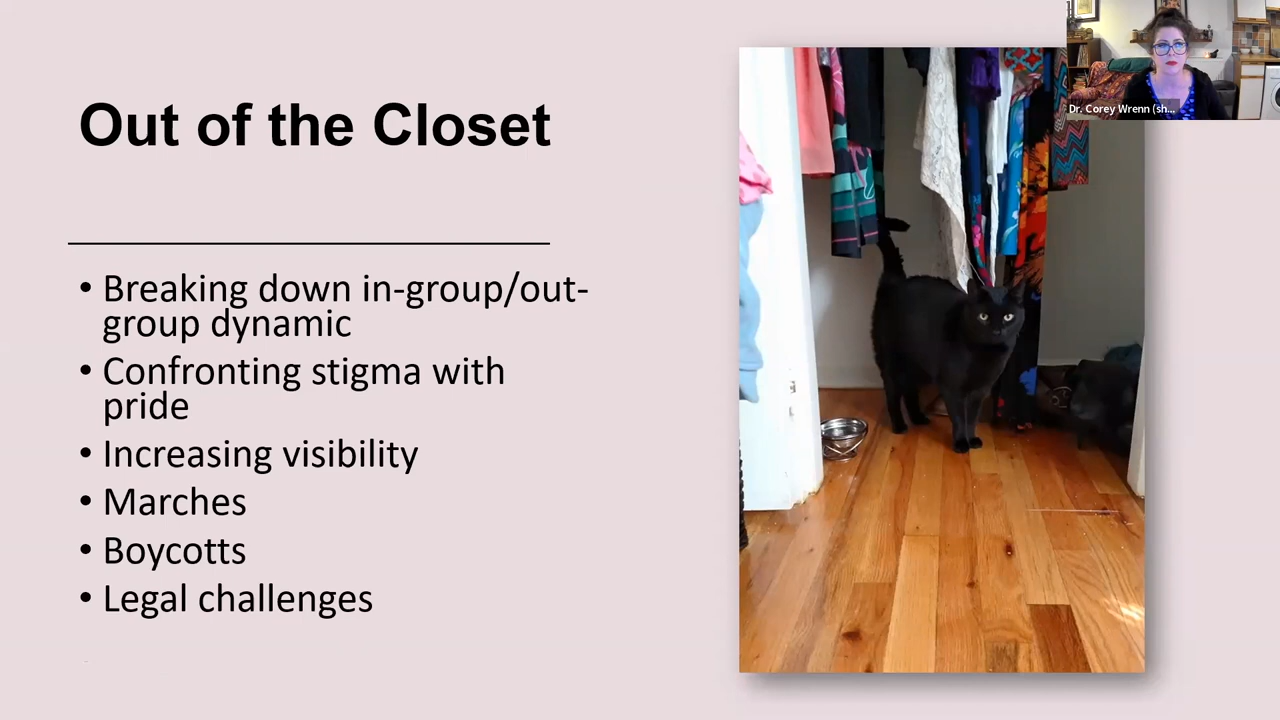 Out of the Closet
• Breaking down in-group/out-
group dynamic
• Confronting stigma with
pride
• Increasing visibility
• Marches
• Boycotts
• Legal challenges
Dr. Corey Wrenn (sh...